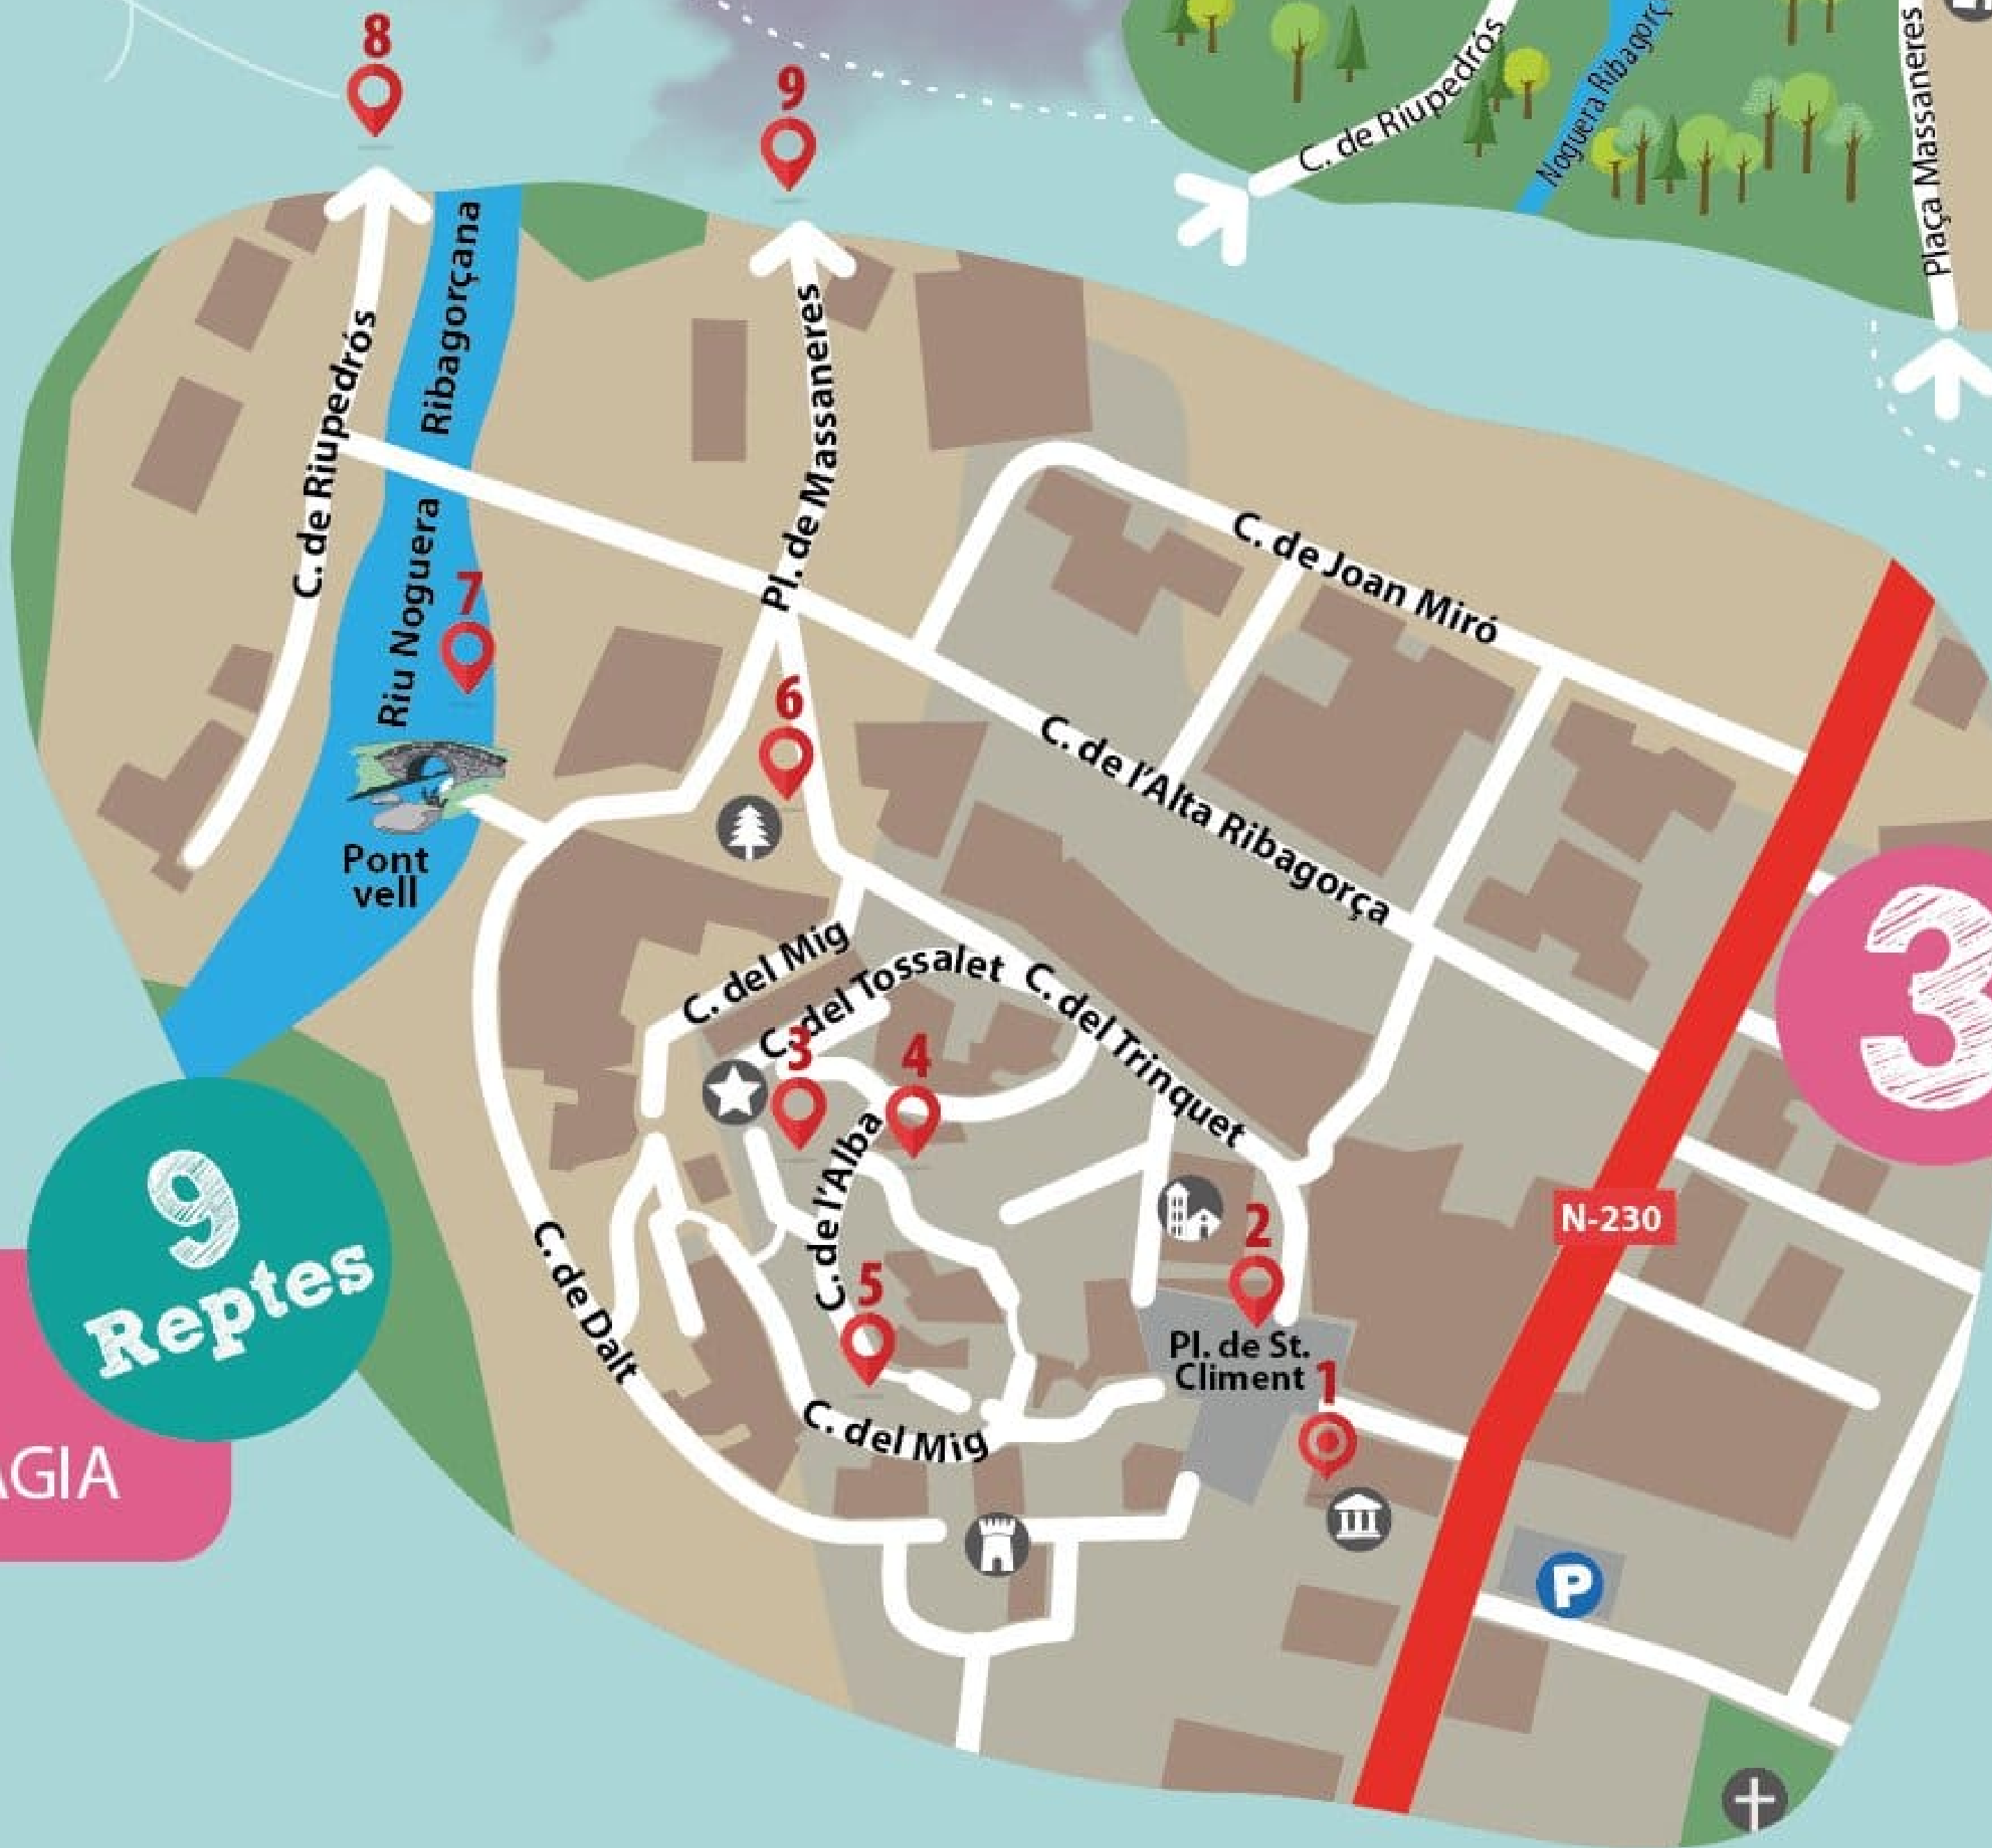 8
9
C. de Riupedrós
Noguera Ribagorç
Plaça Massaneres
Riu Noguera Ribagorçana
C. de Riupedrós
Pl. de Massaneres
C. de Joan Miró
7
6
C. de l'Alta Ribagorça
Pont
vell
3
C. del Mig
C. del Tossalet
C. del Trinquet
3
4
C. de l'Alba
9
Reptes
N-230
2
C. de Dalt
5
Pl. de St.
Climent
1
C. del Mig
AGIA
P